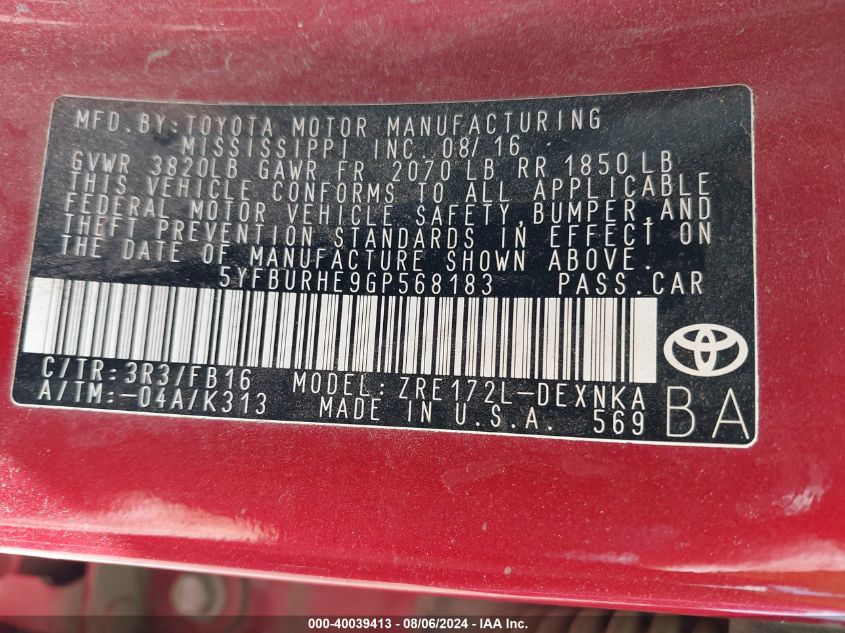 MFD.BY:TOYOTA MOTOR MANUFACTURING
MISSISSIPPI INC. 08/16
GVWR 3820LB GAWR FR 2070 LB RR 1850 LB
THIS VEHICLE CONFORMS TO ALL APPLICABLE
FEDERAL MOTOR VEHICLE SAFETY,BUMPER,AND
THEFT PREVENTION STANDARDS IN EFFECT ON
THE DATE OF MANUFACTURE SHOWN ABOVE.
5YFBURHE9GP568183 PASS.CAR
C/TR:3R3/FB16 MODEL:ZRE172L-DEXNKA
A/TM:-04A/K313 MADE IN U.S.A. 569 BA
000-40039413 - 08/06/2024 - IAA Inc.